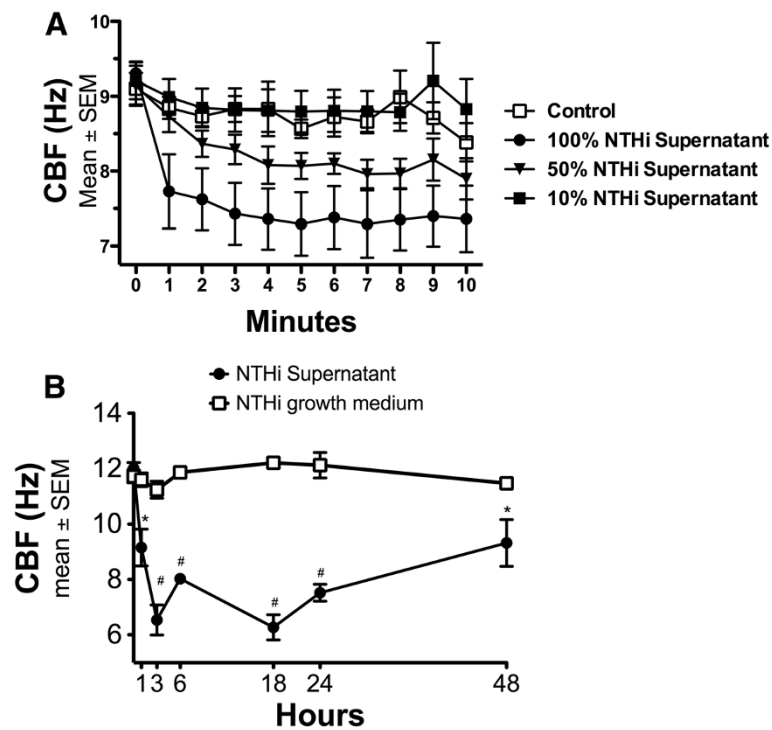 A
CBF (Hz)
Mean ± SEM
10
9
8
7
0 1 2 3 4 5 6 7 8 9 10
Minutes
Control
100% NTHi Supernatant
50% NTHi Supernatant
10% NTHi Supernatant
B
NTHi Supernatant
NTHi growth medium
CBF (Hz)
mean ± SEM
14
12
10
8
6
* # # # # *
13 6 18 24 48
Hours